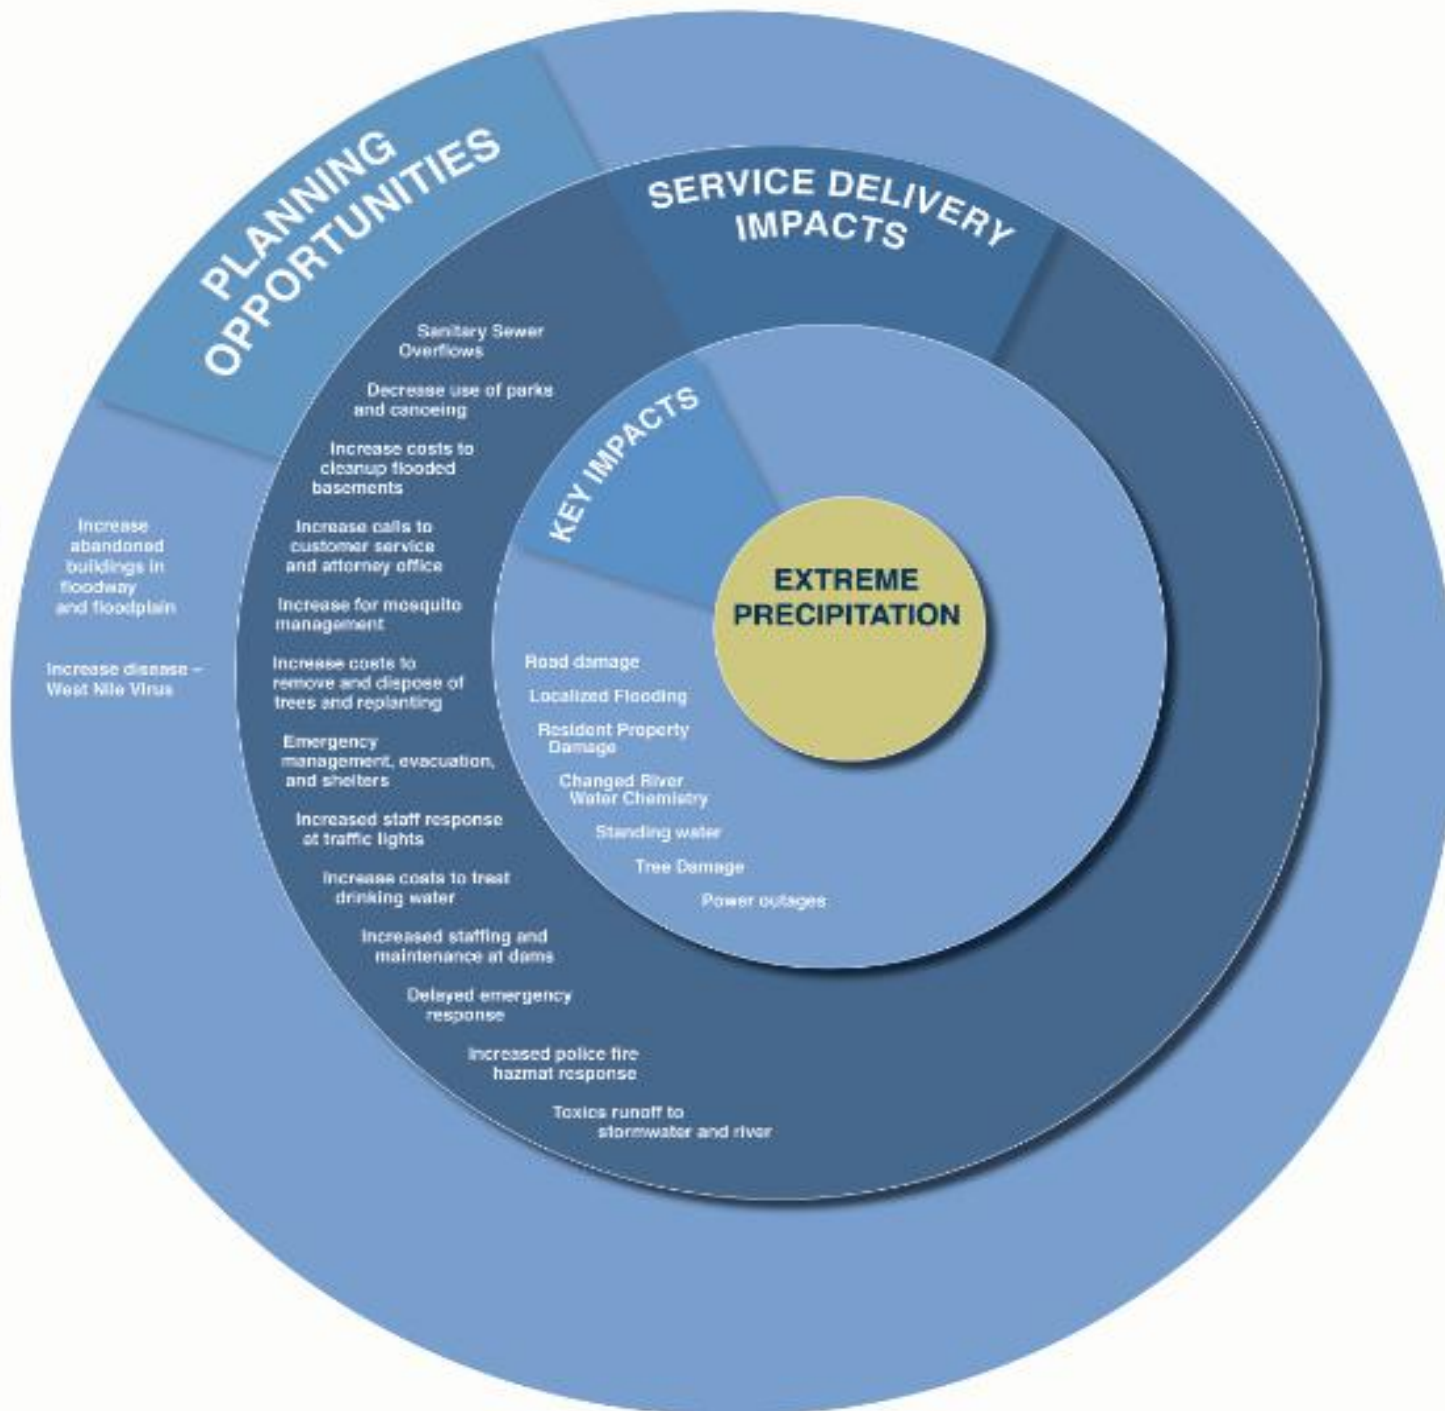 PLANNING
OPPORTUNITIES
SERVICE DELIVERY
IMPACTS
KEY IMPACTS
EXTREME
PRECIPITATION
Increase
abandoned
buildings in
floodway
and floodplain
Increase disease –
West Nile Virus
Sanitary Sewer
Overflows
Decrease use of parks
and canoeing
Increase costs to
cleanup flooded
basements
Increase calls to
customer service
and attorney office
Increase for mosquito
management
Increase costs to
remove and dispose of
trees and replanting
Emergency
management, evacuation,
and shelters
Increased staff response
at traffic lights
Increase costs to treat
drinking water
Increased staffing and
maintenance at dams
Delayed emergency
response
Increased police fire
hazmat response
Toxics runoff to
stormwater and river
Road damage
Localized Flooding
Resident Property
Damage
Changed River
Water Chemistry
Standing water
Tree Damage
Power outages